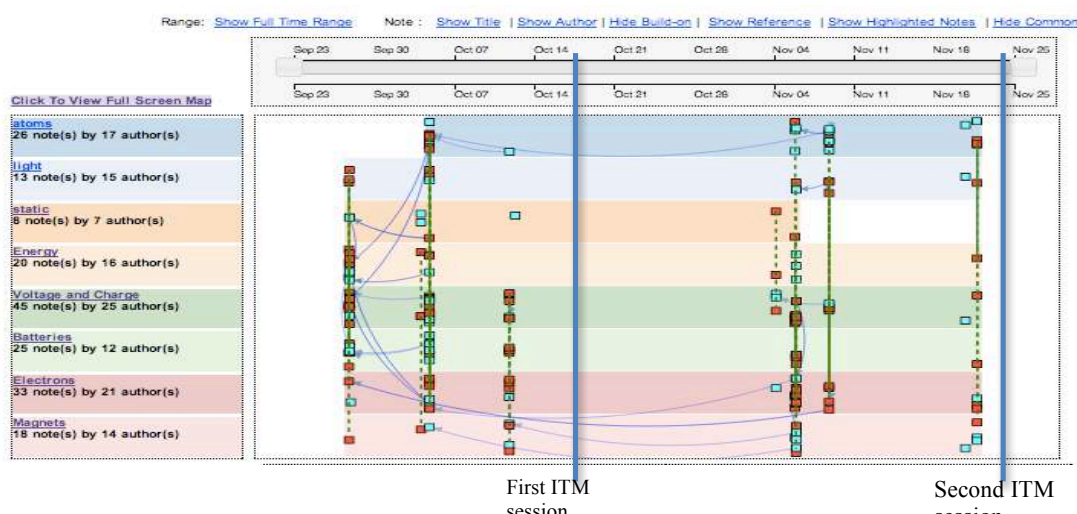 Range: Show Full Time Range Note : Show Title | Show Author | Hide Build-on | Show Reference | Show Highlighted Notes | Hide Common
Sep 23 Sep 30 Oct 07 Oct 14 Oct 21 Oct 28 Nov 04 Nov 11 Nov 18 Nov 25
Sep 23 Sep 30 Oct 07 Oct 14 Oct 21 Oct 28 Nov 04 Nov 11 Nov 18 Nov 25
Click To View Full Screen Map
atoms
26 note(s) by 17 author(s)
light
13 note(s) by 15 author(s)
static
8 note(s) by 7 author(s)
Energy
20 note(s) by 16 author(s)
Voltage and Charge
45 note(s) by 25 author(s)
Batteries
25 note(s) by 12 author(s)
Electrons
33 note(s) by 21 author(s)
Magnets
18 note(s) by 14 author(s)
First ITM
session
Second ITM
session